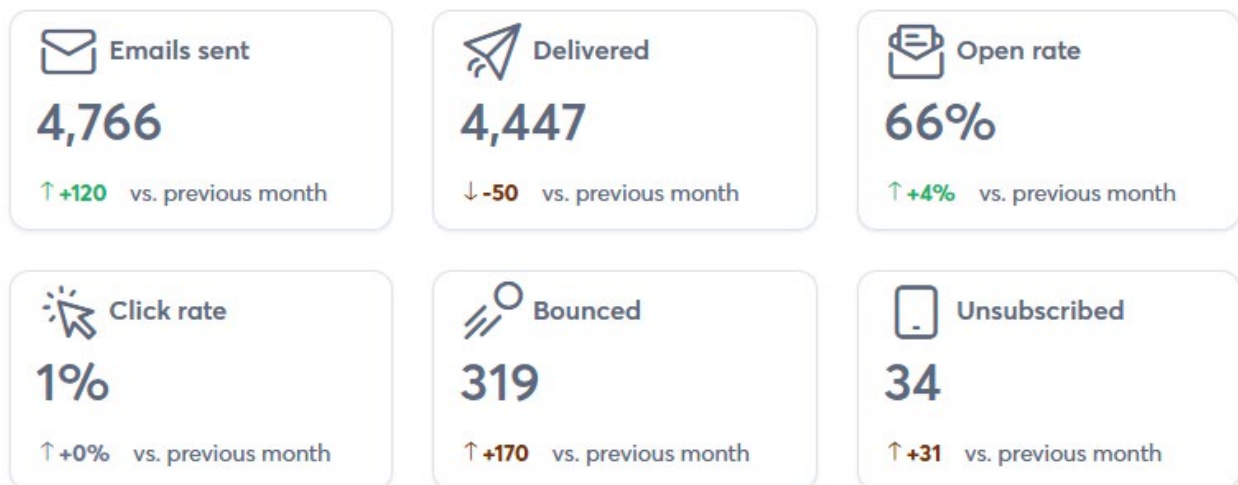 Emails sent
4,766
↑ +120 vs. previous month
Delivered
4,447
↓ -50 vs. previous month
Open rate
66%
↑ +4% vs. previous month
Click rate
1%
↑ +0% vs. previous month
Bounced
319
↑ +170 vs. previous month
Unsubscribed
34
↑ +31 vs. previous month